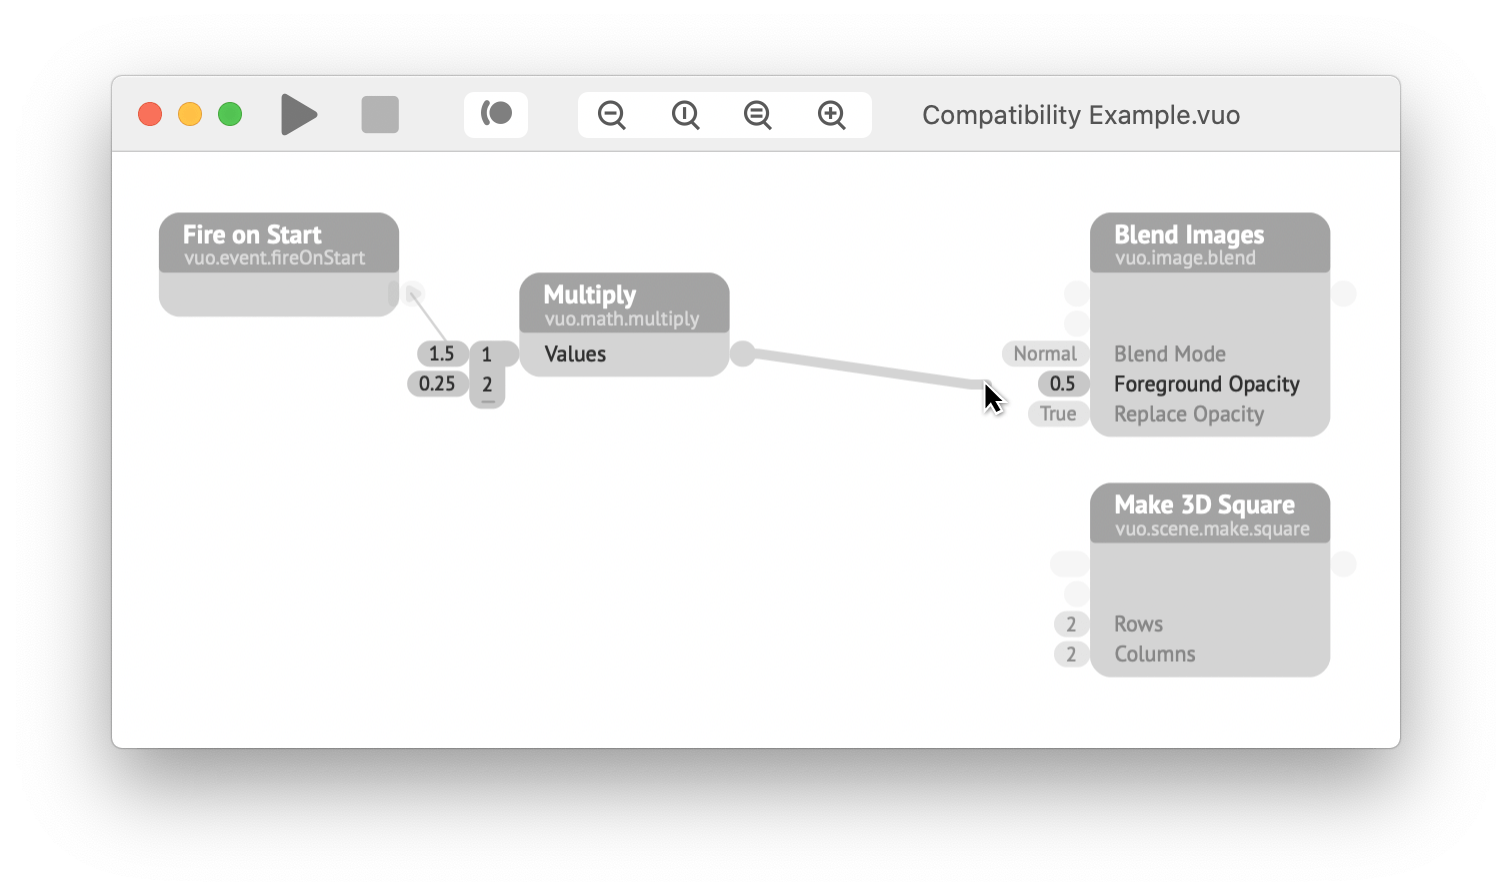 Compatibility Example.vuo
Fire on Start
vuo.event.fireOnStart
Multiply
vuo.math.multiply
1.5
1
Values
0.25
2
Blend Images
vuo.image.blend
Normal
Blend Mode
0.5
Foreground Opacity
True
Replace Opacity
Make 3D Square
vuo.scene.make.square
2
Rows
2
Columns